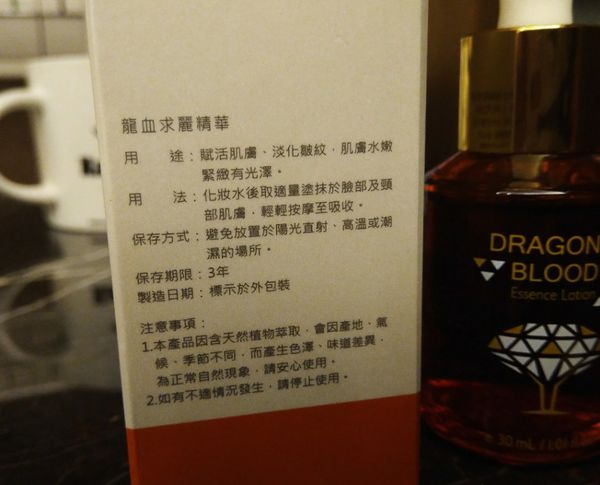 龍血求麗精華
用　　途：賦活肌膚、淡化皺紋，肌膚水嫩
緊緻有光澤。
用　　法：化妝水後取適量塗抹於臉部及頸
部肌膚，輕輕按摩至吸收。
保存方式：避免放置於陽光直射、高溫或潮
濕的場所。
保存期限：3年
製造日期：標示於外包裝
注意事項：
1.本產品因含天然植物萃取，會因產地、氣
候、季節不同，而產生色澤、味道差異，
為正常自然現象，請安心使用。
2.如有不適情況發生，請停止使用。
DRAGON
BLOOD
Essence Lotion
30 mL